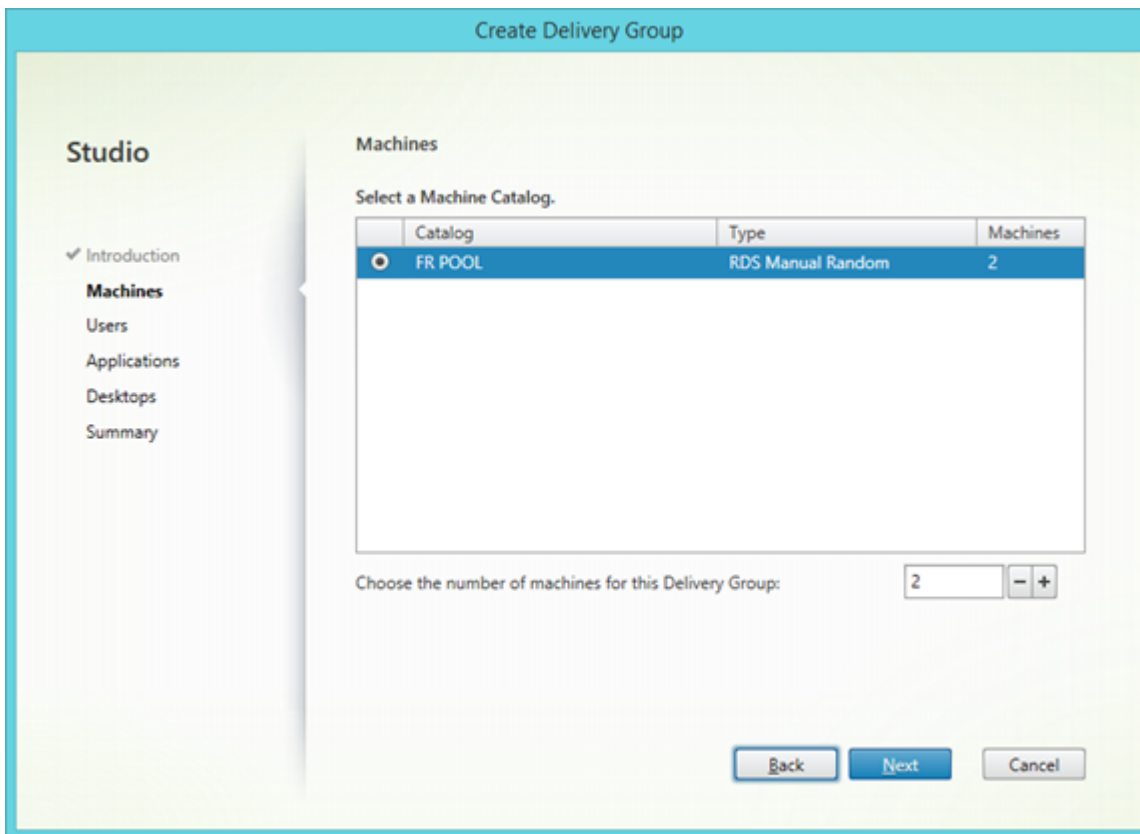 Create Delivery Group
Studio
✔ Introduction
Machines
Users
Applications
Desktops
Summary
Machines
Select a Machine Catalog.
Catalog Type Machines
FR POOL RDS Manual Random 2
Choose the number of machines for this Delivery Group: 2 − +
Back Next Cancel